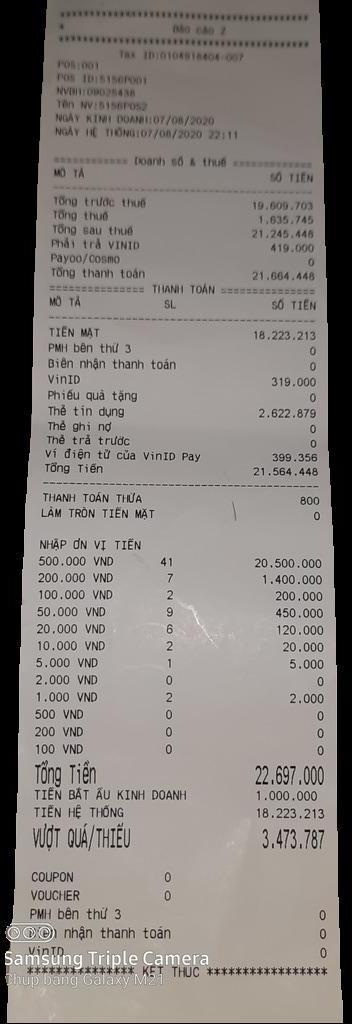 **********************************
* Báo cáo Z
**********************************
Tax ID:0104918404-007
POS:001
POS ID:5156P001
NVBH:09025438
Tên NV:5156P052
NGÀY KINH DOANH:07/08/2020
NGÀY HỆ THỐNG:07/08/2020 22:11
============ Doanh số & thuế ============
MÔ TẢ SỐ TIỀN
Tổng trước thuế 19.609.703
Tổng thuế 1.635.745
Tổng sau thuế 21.245.448
Phải trả VINID 419.000
Payoo/Cosmo 0
Tổng thanh toán 21.664.448
=============== THANH TOÁN ===============
MÔ TẢ SL SỐ TIỀN
TIỀN MẶT 18.223.213
PMH bên thứ 3 0
Biên nhận thanh toán 0
VinID 319.000
Phiếu quà tặng 0
Thẻ tín dụng 2.622.879
Thẻ ghi nợ 0
Thẻ trả trước 0
Ví điện tử của VinID Pay 399.356
Tổng Tiền 21.564.448
THANH TOÁN THỪA 800
LÀM TRÒN TIỀN MẶT 0
NHẬP ƠN VỊ TIỀN
500.000 VND 41 20.500.000
200.000 VND 7 1.400.000
100.000 VND 2 200.000
50.000 VND 9 450.000
20.000 VND 6 120.000
10.000 VND 2 20.000
5.000 VND 1 5.000
2.000 VND 0 0
1.000 VND 2 2.000
500 VND 0 0
200 VND 0 0
100 VND 0 0
Tổng Tiền 22.697.000
TIỀN BẮT ẦU KINH DOANH 1.000.000
TIỀN HỆ THỐNG 18.223.213
VƯỢT QUÁ/THIẾU 3.473.787
COUPON 0
VOUCHER 0
PMH bên thứ 3 0
Biên nhận thanh toán 0
VinID 0
*************** KẾT THÚC *****************
Samsung Triple Camera
Chụp bằng Galaxy M21